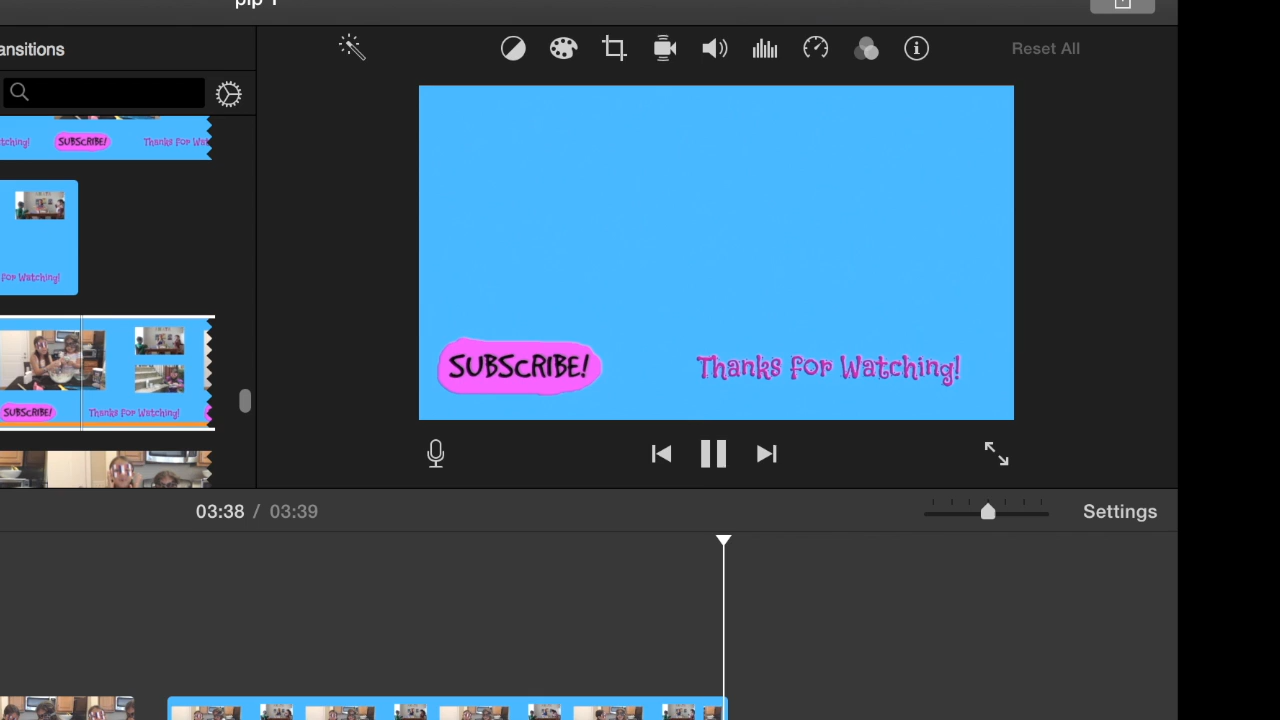 pip 1
ansitions
Reset All
tching!
SUBSCRIBE!
Thanks For Wat
for Watching!
SUBSCRIBE!
Thanks for Watching!
SUBSCRIBE!
Thanks for Watching!
03:38 / 03:39
Settings